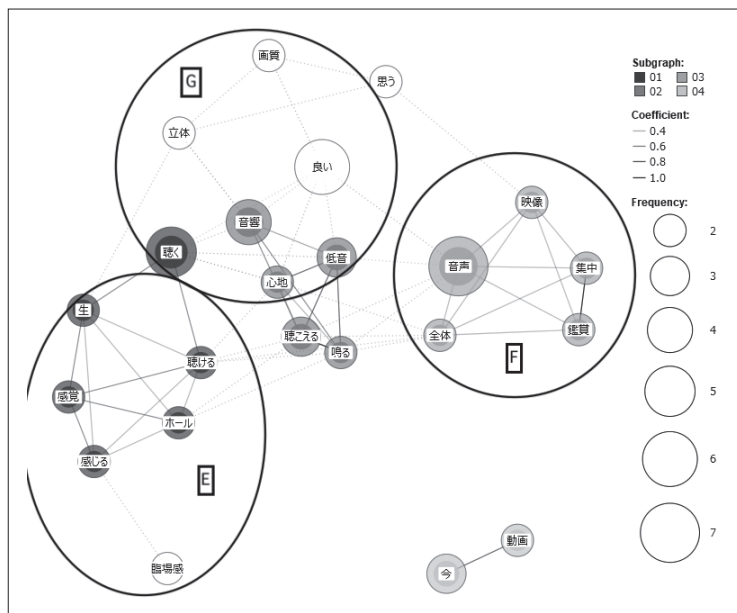 画質
G
思う
立体
良い
音響
聴く
低音
心地
聴こえる
鳴る
映像
音声
集中
全体
鑑賞
F
生
聴ける
感覚
ホール
感じる
E
臨場感
動画
今
Subgraph:
01 03
02 04
Coefficient:
0.4
0.6
0.8
1.0
Frequency:
2
3
4
5
6
7